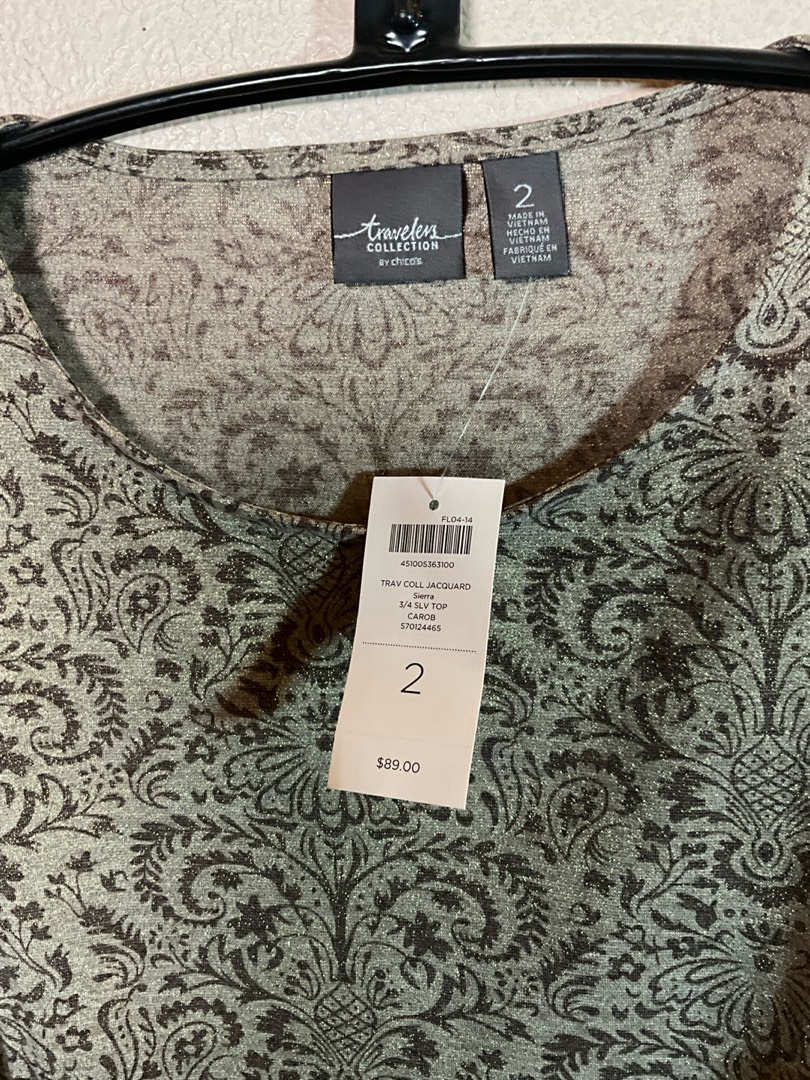 travelers
COLLECTION
BY chico's
2
MADE IN
VIETNAM
HECHO EN
VIETNAM
FABRIQUÉ EN
VIETNAM
FL04-14
451005363100
TRAV COLL JACQUARD
Sierra
3/4 SLV TOP
CAROB
570124465
2
$89.00